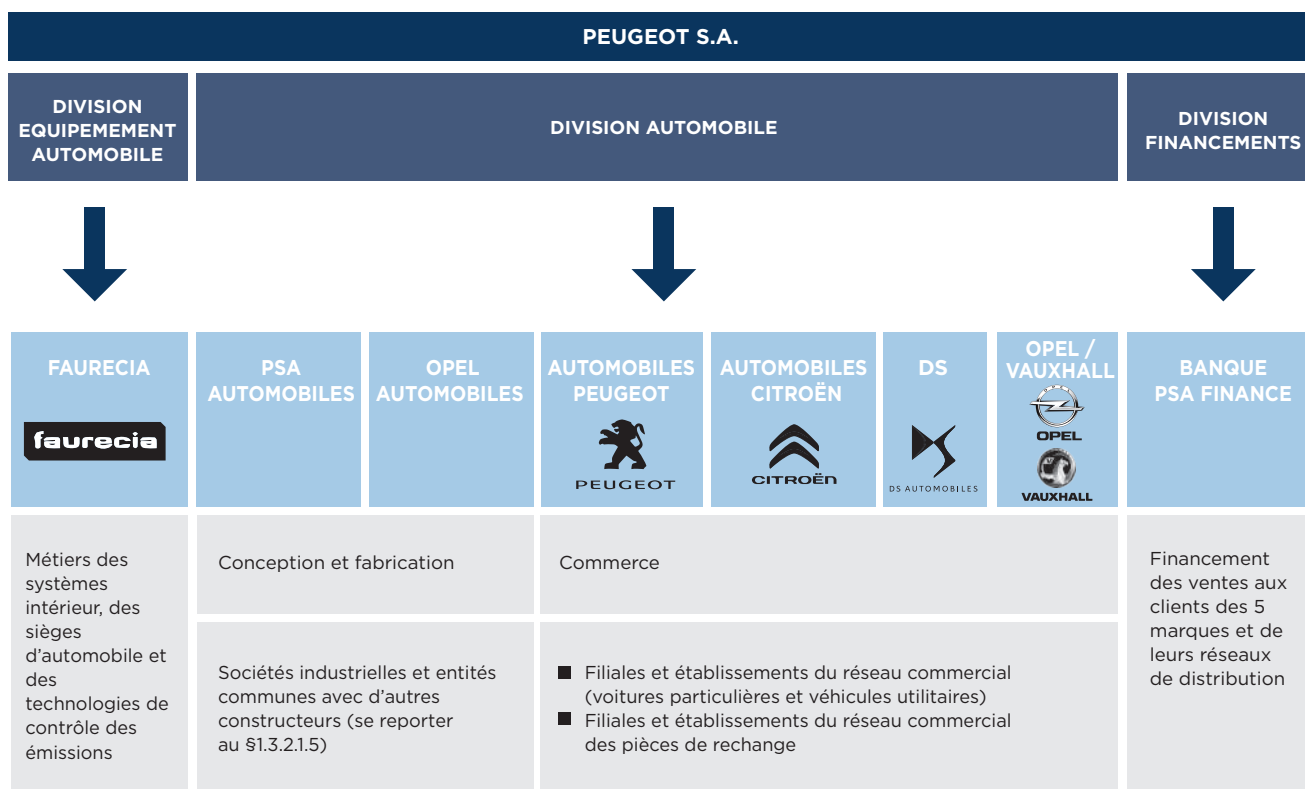 PEUGEOT S.A.
DIVISION
EQUIPEMEMENT
AUTOMOBILE
DIVISION AUTOMOBILE
DIVISION
FINANCEMENTS
FAURECIA
faurecia
PSA
AUTOMOBILES
OPEL
AUTOMOBILES
AUTOMOBILES
PEUGEOT
PEUGEOT
AUTOMOBILES
CITROËN
CITROËN
DS
DS AUTOMOBILES
OPEL /
VAUXHALL
OPEL
VAUXHALL
BANQUE
PSA FINANCE
Métiers des
systèmes
intérieur, des
sièges
d'automobile et
des
technologies de
contrôle des
émissions
Conception et fabrication
Sociétés industrielles et entités
communes avec d'autres
constructeurs (se reporter
au §1.3.2.1.5)
Commerce
■ Filiales et établissements du réseau commercial
(voitures particulières et véhicules utilitaires)
■ Filiales et établissements du réseau commercial
des pièces de rechange
Financement
des ventes aux
clients des 5
marques et de
leurs réseaux
de distribution